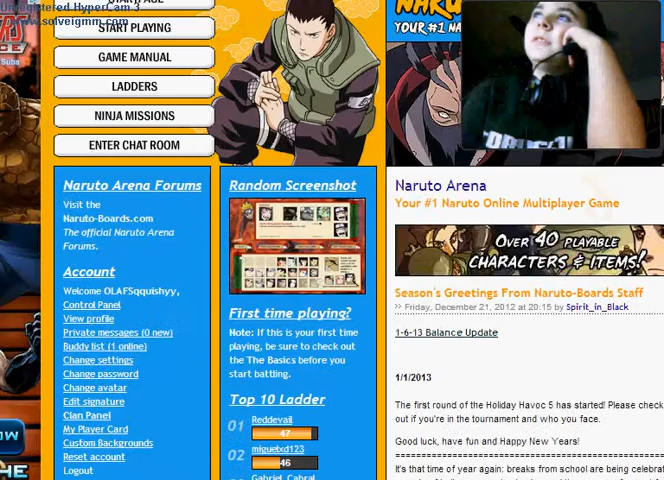 Unregistered HyperCam 3
www.solveigmm.com
START PLAYING
GAME MANUAL
LADDERS
NINJA MISSIONS
ENTER CHAT ROOM
Naruto Arena Forums
Visit the
Naruto-Boards.com
The official Naruto Arena
Forums.
Account
Welcome OLAFSqquishyy,
Control Panel
View profile
Private messages (0 new)
Buddy list (1 online)
Change settings
Change password
Change avatar
Edit signature
Clan Panel
My Player Card
Custom Backgrounds
Reset account
Logout
Random Screenshot
First time playing?
Note: If this is your first time
playing, be sure to check out
the The Basics before you
start battling.
Top 10 Ladder
01 Reddevail
47
02 miguelxd123
46
Gabriel_Cabral
YOUR #1 NA
Naruto Arena
Your #1 Naruto Online Multiplayer Game
OVER 40 PLAYABLE
CHARACTERS & ITEMS!
Season's Greetings From Naruto-Boards Staff
Friday, December 21, 2012 at 20:15 by Spirit_in_Black
1-6-13 Balance Update
1/1/2013
The first round of the Holiday Havoc 5 has started! Please check
out if you're in the tournament and who you face.
Good luck, have fun and Happy New Years!
It's that time of year again: breaks from school are being celebrat